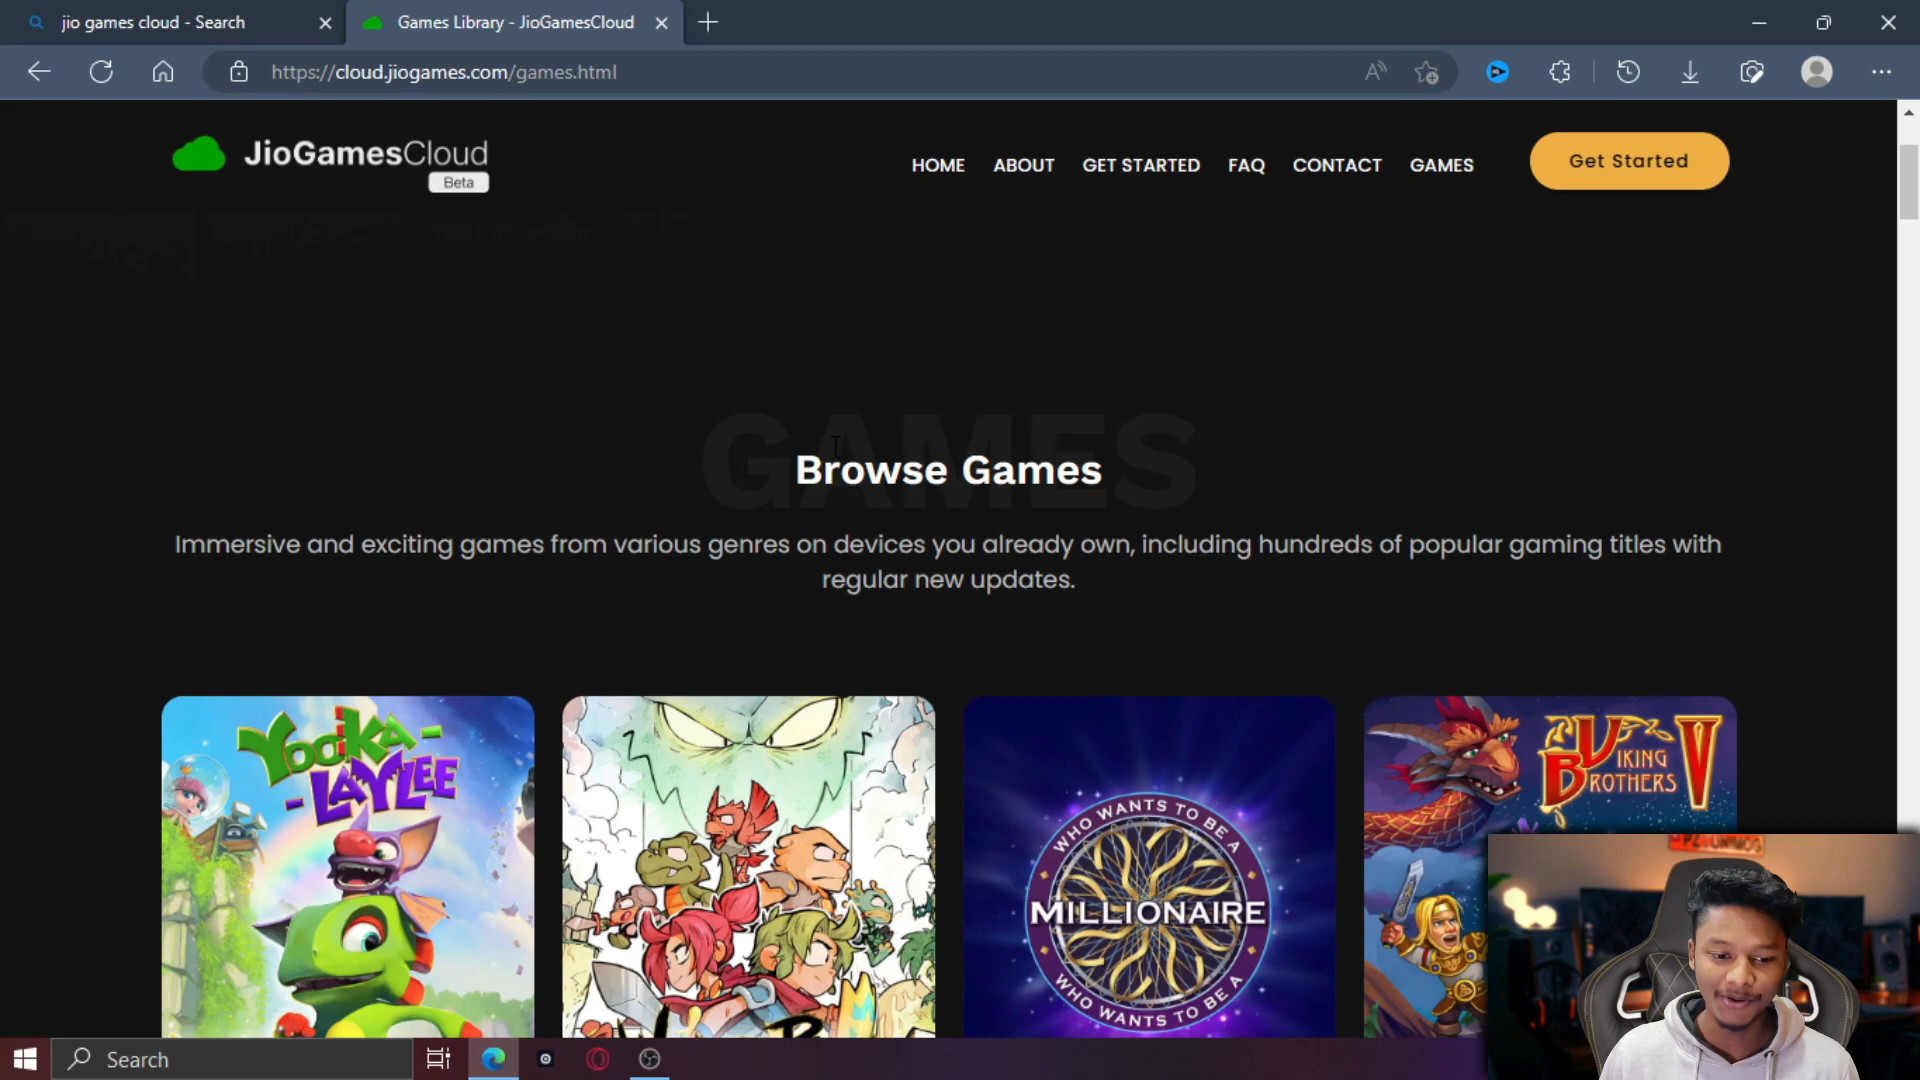 jio games cloud - Search
Games Library - JioGamesCloud
https://cloud.jiogames.com/games.html
JioGamesCloud
Beta
HOME
ABOUT
GET STARTED
FAQ
CONTACT
GAMES
Get Started
GAMES
Browse Games
Immersive and exciting games from various genres on devices you already own, including hundreds of popular gaming titles with
regular new updates.
YOOKA-
-LAYLEE
WHO WANTS TO BE A
MILLIONAIRE
WHO WANTS TO BE A
VIKING
BROTHERS V
Search